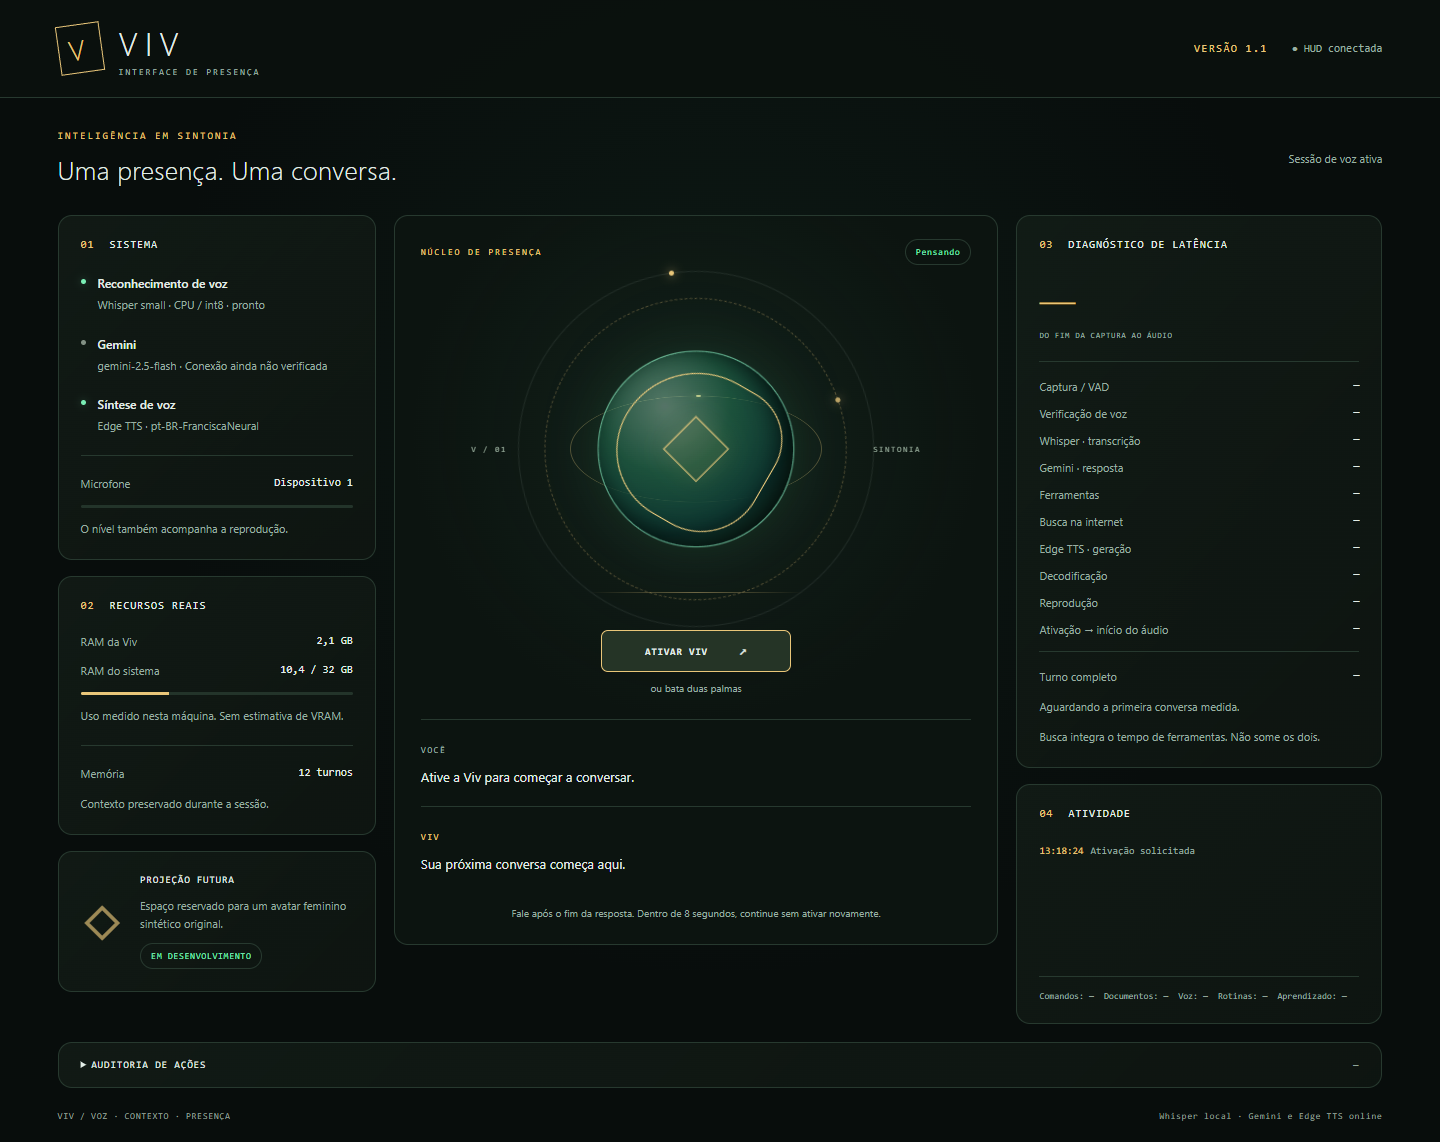 V
VIV
INTERFACE DE PRESENÇA
VERSÃO 1.1
HUD conectada
INTELIGÊNCIA EM SINTONIA
Uma presença. Uma conversa.
Sessão de voz ativa
01 SISTEMA
Reconhecimento de voz
Whisper small · CPU / int8 · pronto
Gemini
gemini-2.5-flash · Conexão ainda não verificada
Síntese de voz
Edge TTS · pt-BR-FranciscaNeural
Microfone Dispositivo 1
O nível também acompanha a reprodução.
02 RECURSOS REAIS
RAM da Viv 2,1 GB
RAM do sistema 10,4 / 32 GB
Uso medido nesta máquina. Sem estimativa de VRAM.
Memória 12 turnos
Contexto preservado durante a sessão.
PROJEÇÃO FUTURA
Espaço reservado para um avatar feminino
sintético original.
EM DESENVOLVIMENTO
NÚCLEO DE PRESENÇA
Pensando
V / 01
SINTONIA
ATIVAR VIV ↗
ou bata duas palmas
VOCÊ
Ative a Viv para começar a conversar.
VIV
Sua próxima conversa começa aqui.
Fale após o fim da resposta. Dentro de 8 segundos, continue sem ativar novamente.
03 DIAGNÓSTICO DE LATÊNCIA
—
DO FIM DA CAPTURA AO ÁUDIO
Captura / VAD —
Verificação de voz —
Whisper · transcrição —
Gemini · resposta —
Ferramentas —
Busca na internet —
Edge TTS · geração —
Decodificação —
Reprodução —
Ativação → início do áudio —
Turno completo —
Aguardando a primeira conversa medida.
Busca integra o tempo de ferramentas. Não some os dois.
04 ATIVIDADE
13:18:24 Ativação solicitada
Comandos: — Documentos: — Voz: — Rotinas: — Aprendizado: —
▶ AUDITORIA DE AÇÕES —
VIV / VOZ · CONTEXTO · PRESENÇA
Whisper local · Gemini e Edge TTS online